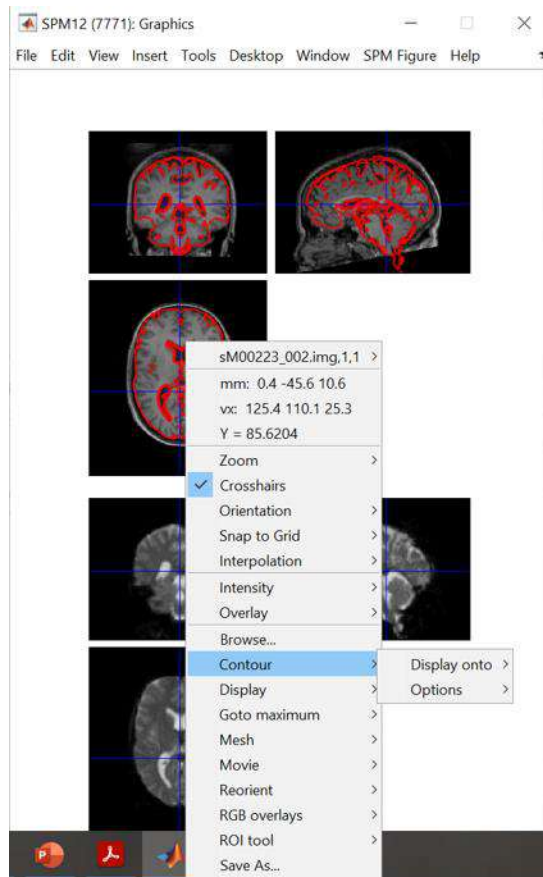 SPM12 (7771): Graphics
File Edit View Insert Tools Desktop Window SPM Figure Help
sM00223_002.img,1,1
mm: 0.4 -45.6 10.6
vx: 125.4 110.1 25.3
Y = 85.6204
Zoom
Crosshairs
Orientation
Snap to Grid
Interpolation
Intensity
Overlay
Browse...
Contour
Display onto
Options
Display
Goto maximum
Mesh
Movie
Reorient
RGB overlays
ROI tool
Save As...